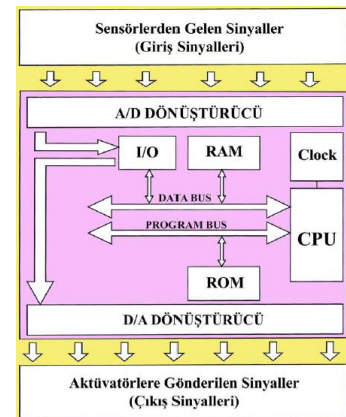 Sensörlerden Gelen Sinyaller
(Giriş Sinyalleri)
A/D DÖNÜŞTÜRÜCÜ
I/O
RAM
Clock
DATA BUS
PROGRAM BUS
CPU
ROM
D/A DÖNÜŞTÜRÜCÜ
Aktüvatörlere Gönderilen Sinyaller
(Çıkış Sinyalleri)